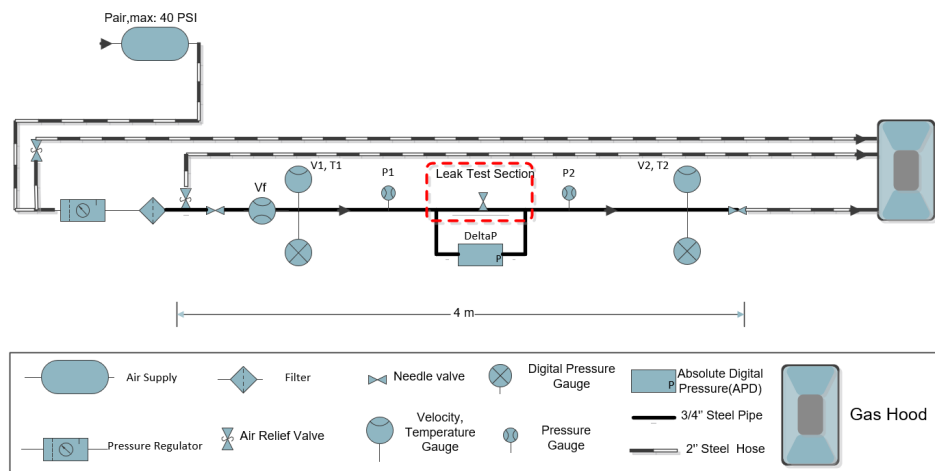 Pair,max: 40 PSI
V1, T1
P1
Leak Test Section
P2
V2, T2
Vf
DeltaP
P
4 m
Air Supply
Filter
Needle valve
Digital Pressure
Gauge
Absolute Digital
Pressure(APD)
P
3/4" Steel Pipe
Gas Hood
Pressure Regulator
Air Relief Valve
Velocity,
Temperature
Gauge
Pressure
Gauge
2" Steel Hose